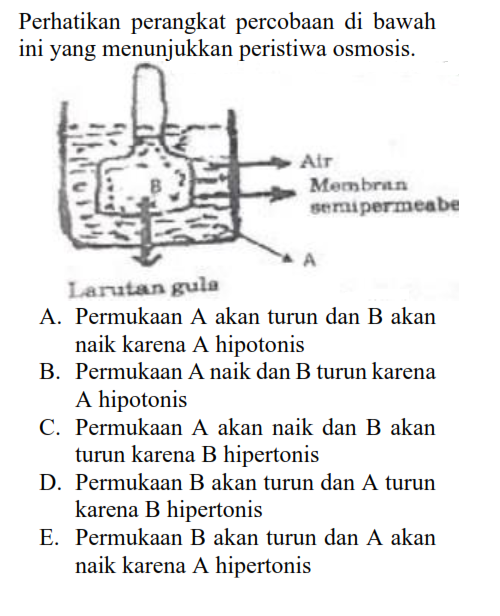 Perhatikan perangkat percobaan di bawah
ini yang menunjukkan peristiwa osmosis.
Air
B
Membran
semipermeabe
A
Larutan gula
A. Permukaan A akan turun dan B akan
naik karena A hipotonis
B. Permukaan A naik dan B turun karena
A hipotonis
C. Permukaan A akan naik dan B akan
turun karena B hipertonis
D. Permukaan B akan turun dan A turun
karena B hipertonis
E. Permukaan B akan turun dan A akan
naik karena A hipertonis